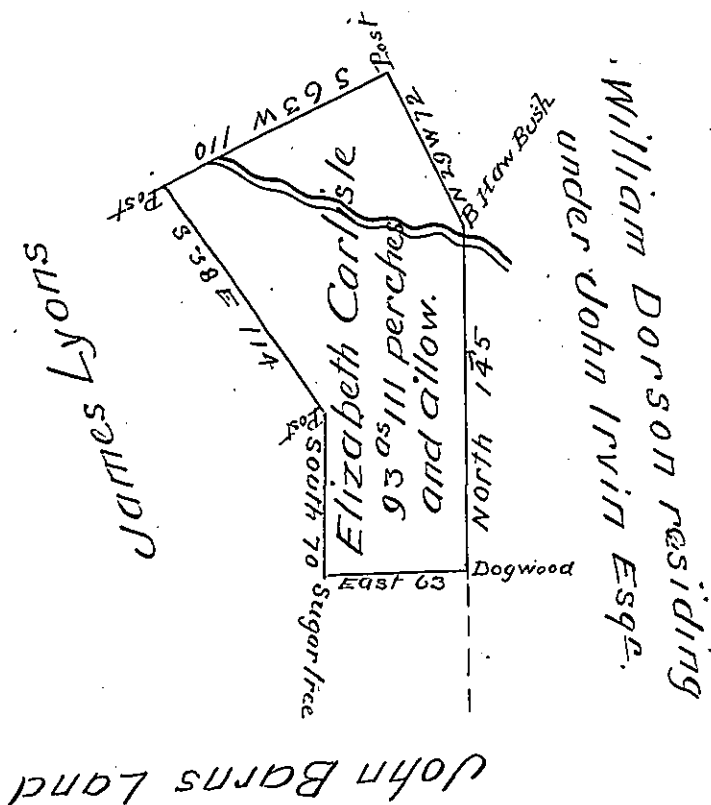 . William Dorson residing
under John Irvin Esqr.
Post
N 29 W 72
B Haw Bush
S 63 W 110
Post
S 38 E 114
Post
South 70
Sugartree
East 63
Dogwood
North 145
Elizabeth Carlisle
93 as 111 perches
and allow.
James Lyons
John Barns Land